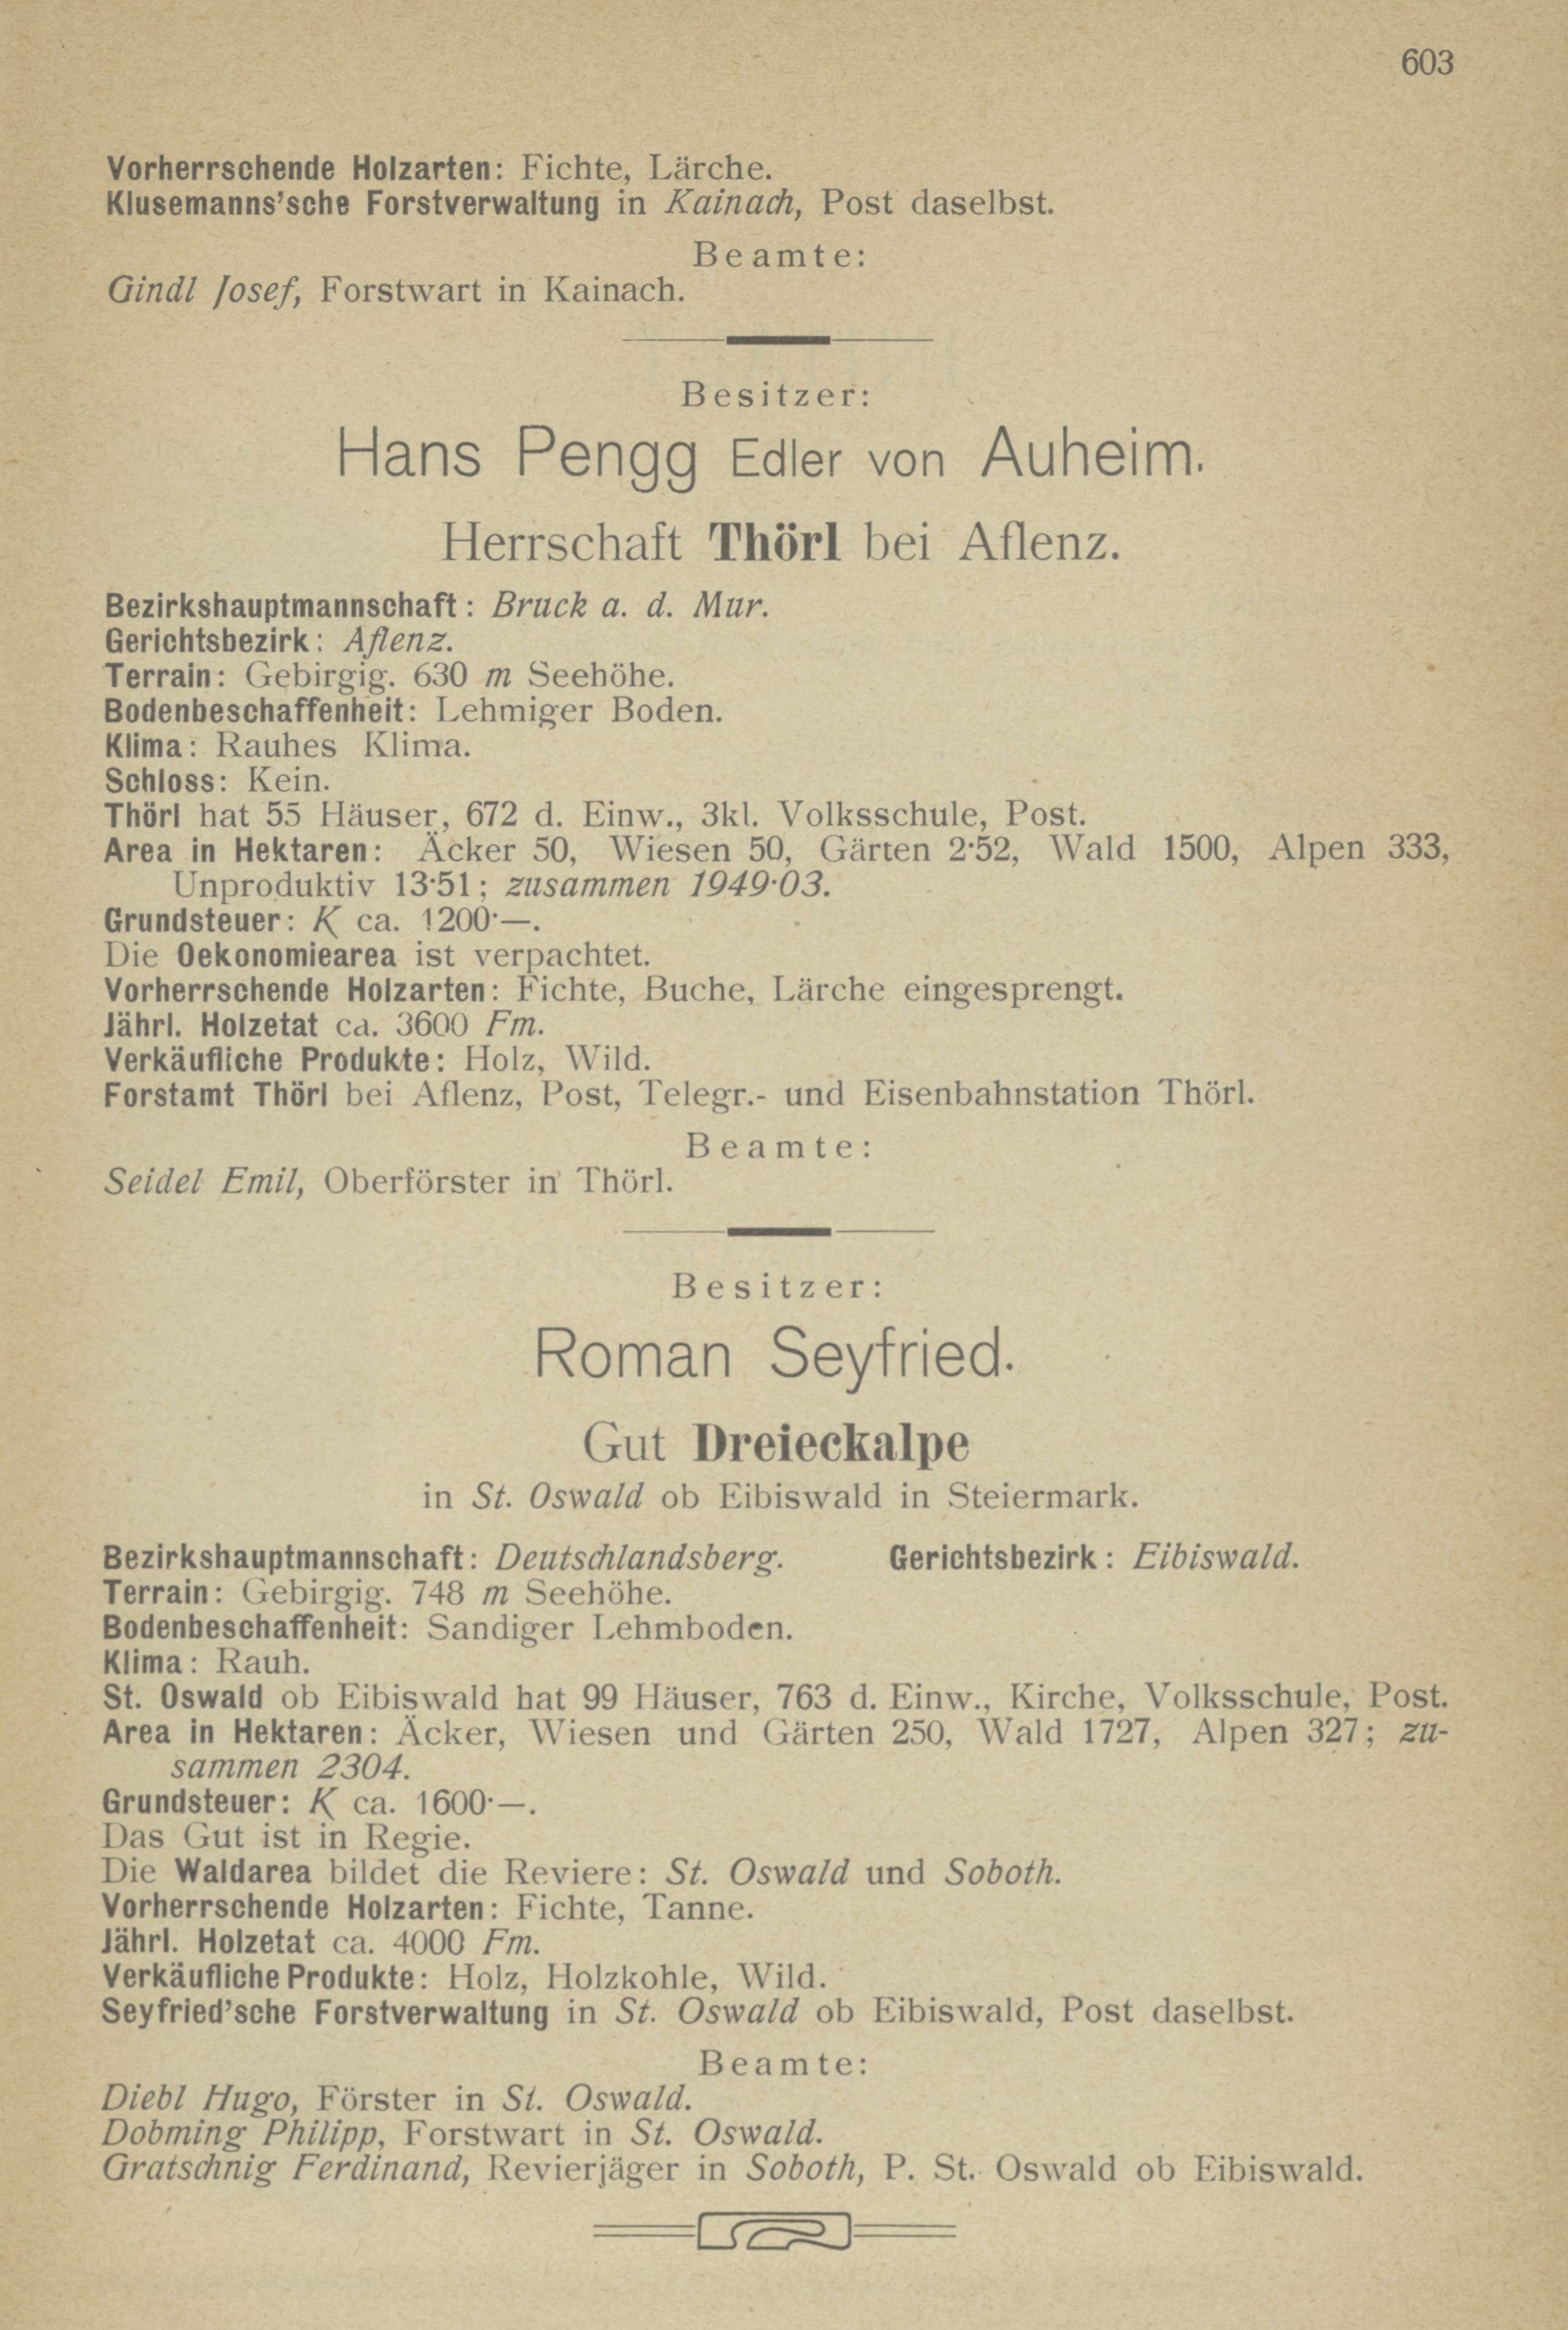 603
Vorherrschende Holzarten: Fichte, Lärche.
Klusemanns'sche Forstverwaltung in Kainach, Post daselbst.
Beamte:
Gindl Josef, Forstwart in Kainach.
Besitzer:
Hans Pengg Edler von Auheim.
Herrschaft Thörl bei Aflenz.
Bezirkshauptmannschaft: Bruck a. d. Mur.
Gerichtsbezirk: Aflenz.
Terrain: Gebirgig. 630 m Seehöhe.
Bodenbeschaffenheit: Lehmiger Boden.
Klima: Rauhes Klima.
Schloss: Kein.
Thörl hat 55 Häuser, 672 d. Einw., 3kl. Volksschule, Post.
Area in Hektaren: Äcker 50, Wiesen 50, Gärten 2·52, Wald 1500, Alpen 333,
Unproduktiv 13·51; zusammen 1949·03.
Grundsteuer: K ca. 1200·—.
Die Oekonomiearea ist verpachtet.
Vorherrschende Holzarten: Fichte, Buche, Lärche eingesprengt.
Jährl. Holzetat ca. 3600 Fm.
Verkäufliche Produkte: Holz, Wild.
Forstamt Thörl bei Aflenz, Post, Telegr.- und Eisenbahnstation Thörl.
Beamte:
Seidel Emil, Oberförster in Thörl.
Besitzer:
Roman Seyfried.
Gut Dreieckalpe
in St. Oswald ob Eibiswald in Steiermark.
Bezirkshauptmannschaft: Deutschlandsberg. Gerichtsbezirk: Eibiswald.
Terrain: Gebirgig. 748 m Seehöhe.
Bodenbeschaffenheit: Sandiger Lehmboden.
Klima: Rauh.
St. Oswald ob Eibiswald hat 99 Häuser, 763 d. Einw., Kirche, Volksschule, Post.
Area in Hektaren: Äcker, Wiesen und Gärten 250, Wald 1727, Alpen 327; zu-
sammen 2304.
Grundsteuer: K ca. 1600·—.
Das Gut ist in Regie.
Die Waldarea bildet die Reviere: St. Oswald und Soboth.
Vorherrschende Holzarten: Fichte, Tanne.
Jährl. Holzetat ca. 4000 Fm.
Verkäufliche Produkte: Holz, Holzkohle, Wild.
Seyfried'sche Forstverwaltung in St. Oswald ob Eibiswald, Post daselbst.
Beamte:
Diebl Hugo, Förster in St. Oswald.
Dobming Philipp, Forstwart in St. Oswald.
Gratschnig Ferdinand, Revierjäger in Soboth, P. St. Oswald ob Eibiswald.